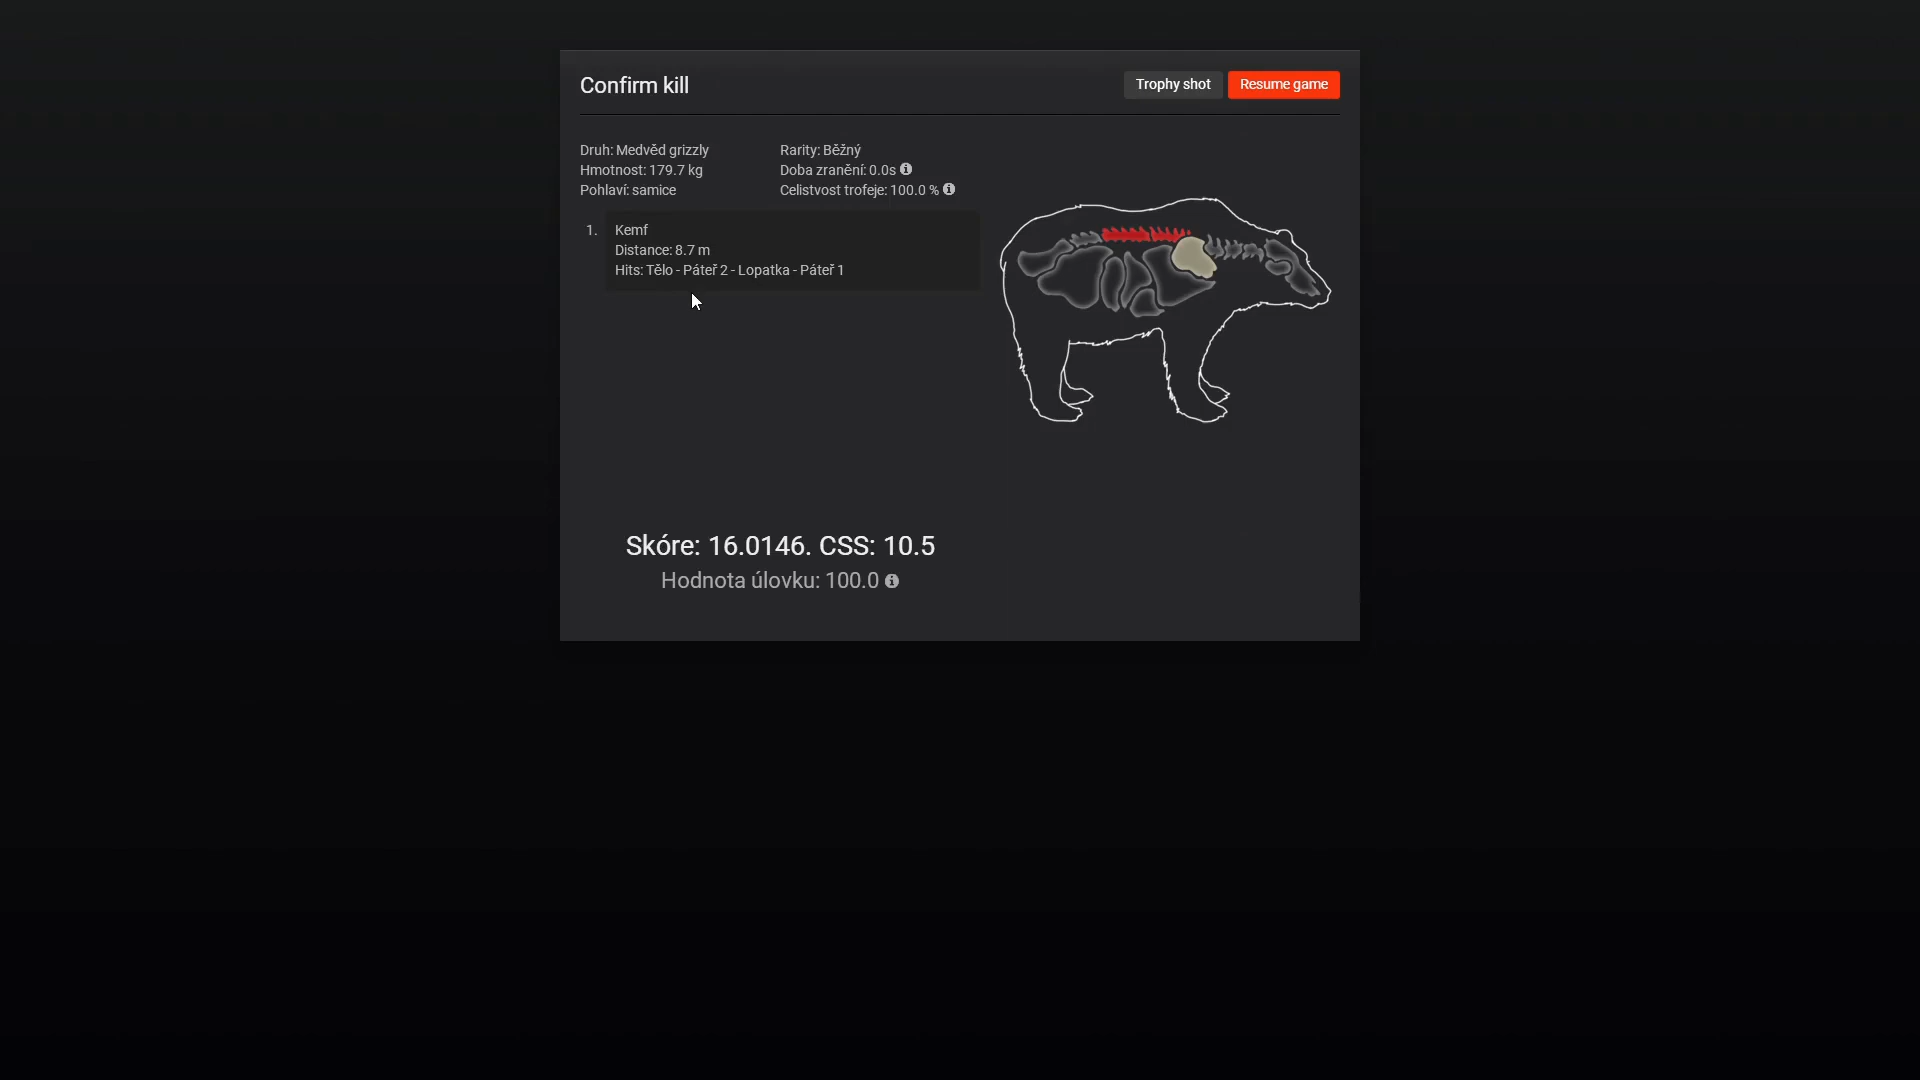 Confirm kill
Trophy shot
Resume game
Druh: Medvěd grizzly
Rarity: Běžný
Hmotnost: 179.7 kg
Doba zranění: 0.0s
Pohlaví: samice
Celistvost trofeje: 100.0 %
1. Kemf
Distance: 8.7 m
Hits: Tělo - Páteř 2 - Lopatka - Páteř 1
Skóre: 16.0146. CSS: 10.5
Hodnota úlovku: 100.0